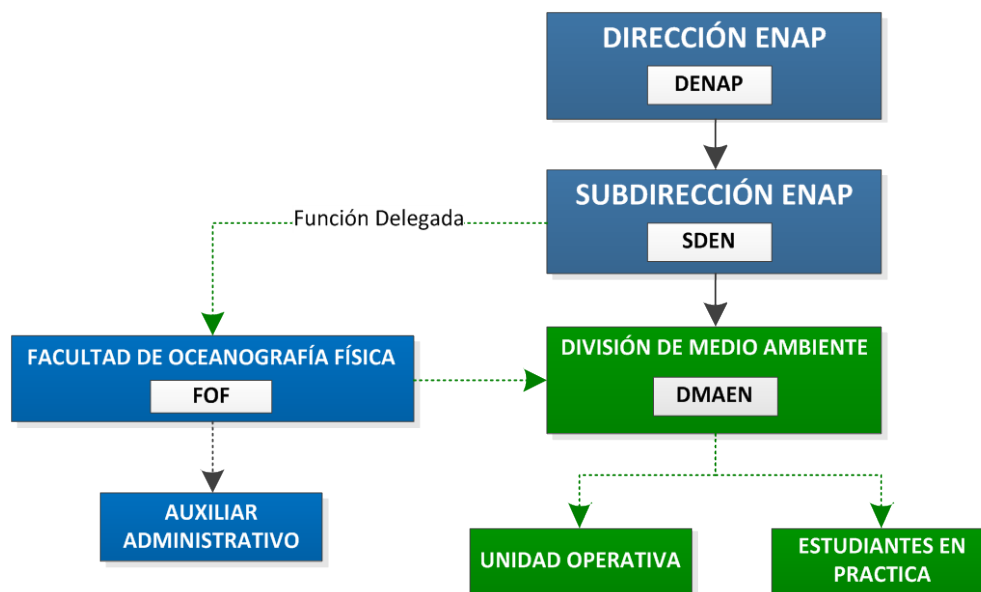 DIRECCIÓN ENAP
DENAP
SUBDIRECCIÓN ENAP
SDEN
Función Delegada
FACULTAD DE OCEANOGRAFÍA FÍSICA
FOF
DIVISIÓN DE MEDIO AMBIENTE
DMAEN
AUXILIAR
ADMINISTRATIVO
UNIDAD OPERATIVA
ESTUDIANTES EN
PRACTICA